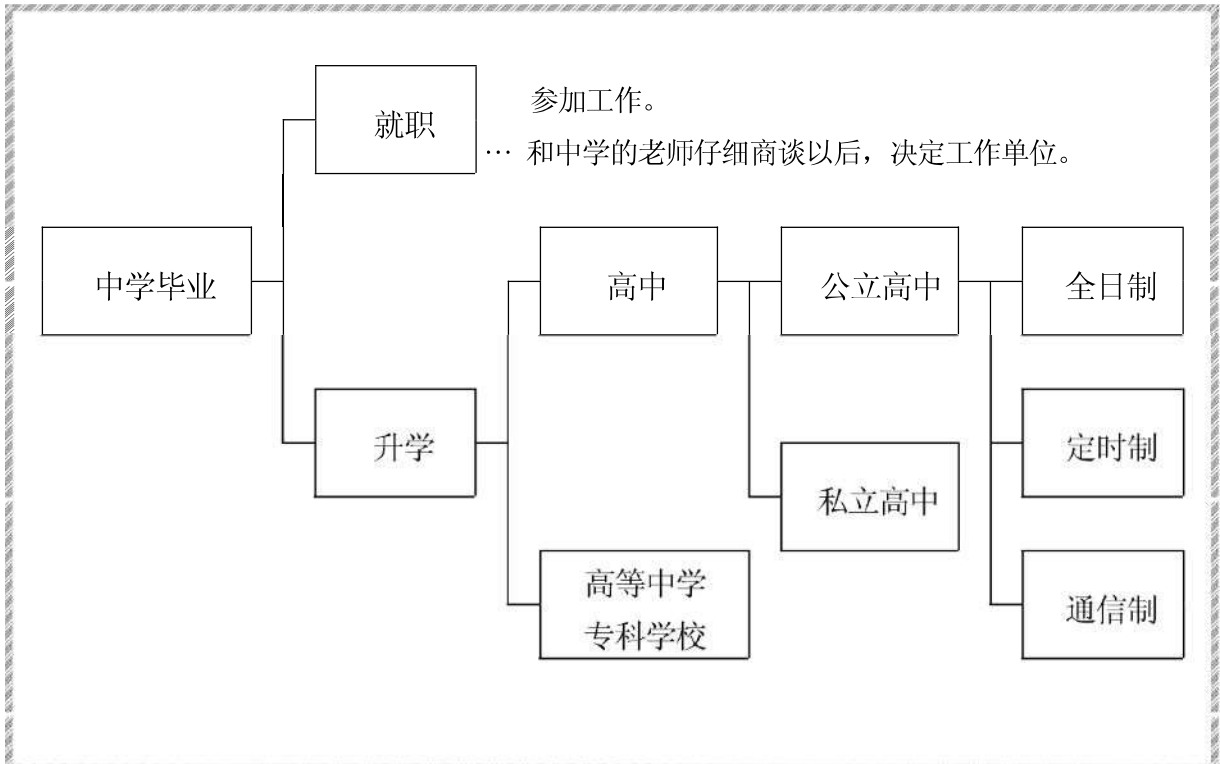 就职
参加工作。
… 和中学的老师仔细商谈以后，决定工作单位。
中学毕业
高中
公立高中
全日制
升学
定时制
私立高中
高等中学
专科学校
通信制